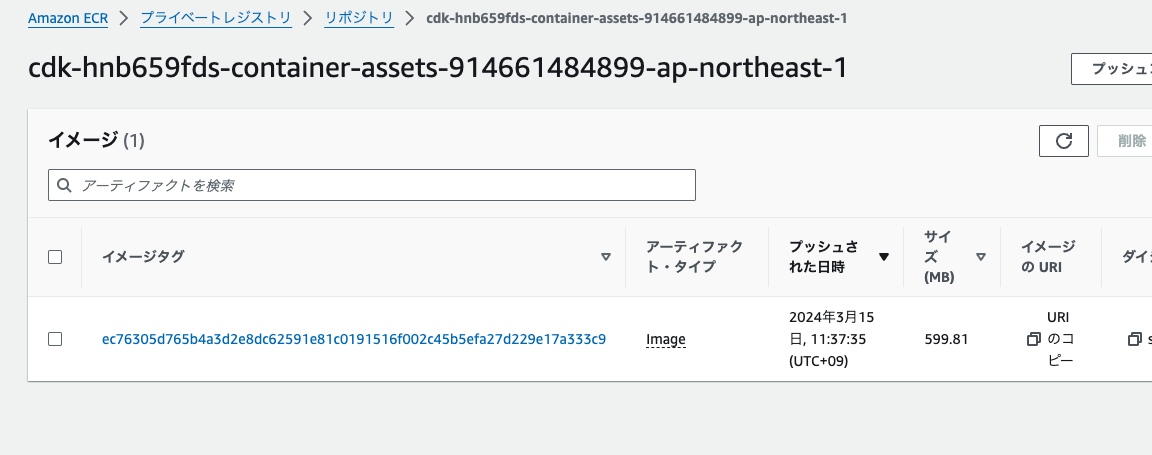 Amazon ECR > プライベートレジストリ > リポジトリ > cdk-hnb659fds-container-assets-914661484899-ap-northeast-1
cdk-hnb659fds-container-assets-914661484899-ap-northeast-1
プッシュ
イメージ (1)
削除
アーティファクトを検索
イメージタグ
アーティファク
ト・タイプ
プッシュさ
れた日時
サイ
ズ
(MB)
イメージ
の URI
ダイ
ec76305d765b4a3d2e8dc62591e81c0191516f002c45b5efa27d229e17a333c9
Image
2024年3月15
日, 11:37:35
(UTC+09)
599.81
URI
のコ
ピー
s